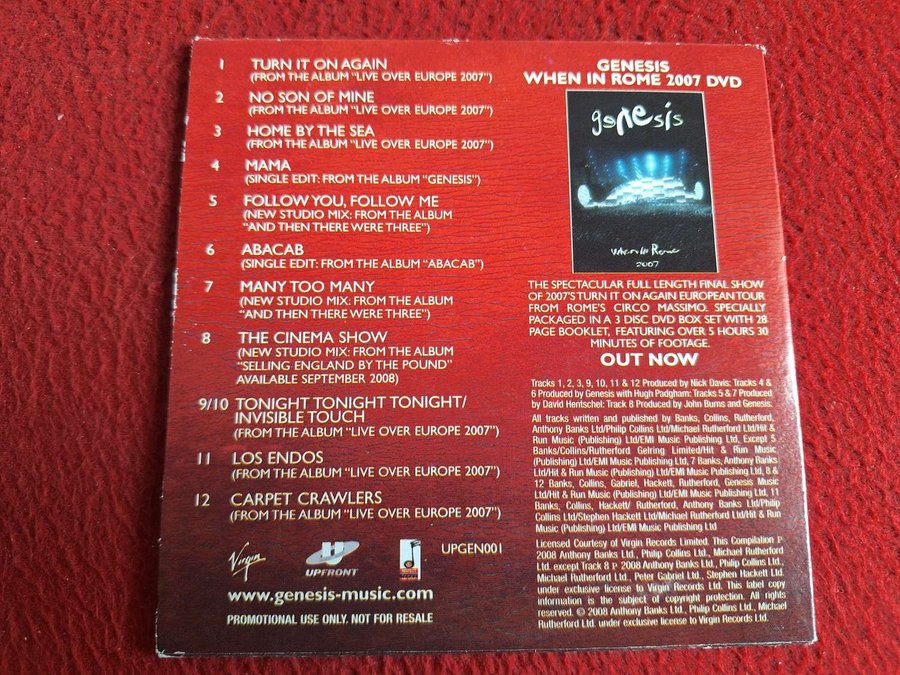 1 TURN IT ON AGAIN
(FROM THE ALBUM "LIVE OVER EUROPE 2007")
2 NO SON OF MINE
(FROM THE ALBUM "LIVE OVER EUROPE 2007")
3 HOME BY THE SEA
(FROM THE ALBUM "LIVE OVER EUROPE 2007")
4 MAMA
(SINGLE EDIT: FROM THE ALBUM "GENESIS")
5 FOLLOW YOU, FOLLOW ME
(NEW STUDIO MIX: FROM THE ALBUM
"AND THEN THERE WERE THREE")
6 ABACAB
(SINGLE EDIT: FROM THE ALBUM "ABACAB")
7 MANY TOO MANY
(NEW STUDIO MIX: FROM THE ALBUM
"AND THEN THERE WERE THREE")
8 THE CINEMA SHOW
(NEW STUDIO MIX: FROM THE ALBUM
"SELLING ENGLAND BY THE POUND"
AVAILABLE SEPTEMBER 2008)
9/10 TONIGHT TONIGHT TONIGHT/
INVISIBLE TOUCH
(FROM THE ALBUM "LIVE OVER EUROPE 2007)
11 LOS ENDOS
(FROM THE ALBUM "LIVE OVER EUROPE 2007")
12 CARPET CRAWLERS
(FROM THE ALBUM "LIVE OVER EUROPE 2007")
Virgin
UPFRONT
UPGEN001
www.genesis-music.com
PROMOTIONAL USE ONLY. NOT FOR RESALE
GENESIS
WHEN IN ROME 2007 DVD
genesis
When In Rome
2007
THE SPECTACULAR FULL LENGTH FINAL SHOW
OF 2007'S TURN IT ON AGAIN EUROPEAN TOUR
FROM ROME'S CIRCO MASSIMO. SPECIALLY
PACKAGED IN A 3 DISC DVD BOX SET WITH 28
PAGE BOOKLET, FEATURING OVER 5 HOURS 30
MINUTES OF FOOTAGE.
OUT NOW
Tracks 1, 2, 3, 9, 10, 11 & 12 Produced by Nick Davis: Tracks 4 &
6 Produced by Genesis with Hugh Padgham: Tracks 5 & 7 Produced
by David Hentschel: Track 8 Produced by John Burns and Genesis.
All tracks written and published by Banks, Collins, Rutherford,
Anthony Banks Ltd/Philip Collins Ltd/Michael Rutherford Ltd/Hit &
Run Music (Publishing) Ltd/EMI Music Publishing Ltd, Except 5
Banks/Collins/Rutherford Gelring Limited/Hit & Run Music
(Publishing) Ltd/EMI Music Publishing Ltd, 7 Banks, Anthony Banks
Ltd/Hit & Run Music (Publishing) Ltd/EMI Music Publishing Ltd, 8 &
12 Banks, Collins, Gabriel, Hackett, Rutherford, Genesis Music
Ltd/Hit & Run Music (Publishing) Ltd/EMI Music Publishing Ltd, 11
Banks, Collins, Hackett/ Rutherford, Anthony Banks Ltd/Philip
Collins Ltd/Stephen Hackett Ltd/Michael Rutherford Ltd/Hit & Run
Music (Publishing) Ltd/EMI Music Publishing Ltd
Licensed Courtesy of Virgin Records Limited. This Compilation P
2008 Anthony Banks Ltd., Philip Collins Ltd., Michael Rutherford
Ltd. except Track 8 P 2008 Anthony Banks Ltd., Philip Collins Ltd.,
Michael Rutherford Ltd., Peter Gabriel Ltd., Stephen Hackett Ltd.
under exclusive license to Virgin Records Ltd. This label copy
information is the subject of copyright protection. All rights
reserved. © 2008 Anthony Banks Ltd., Philip Collins Ltd., Michael
Rutherford Ltd. under exclusive license to Virgin Records Ltd.